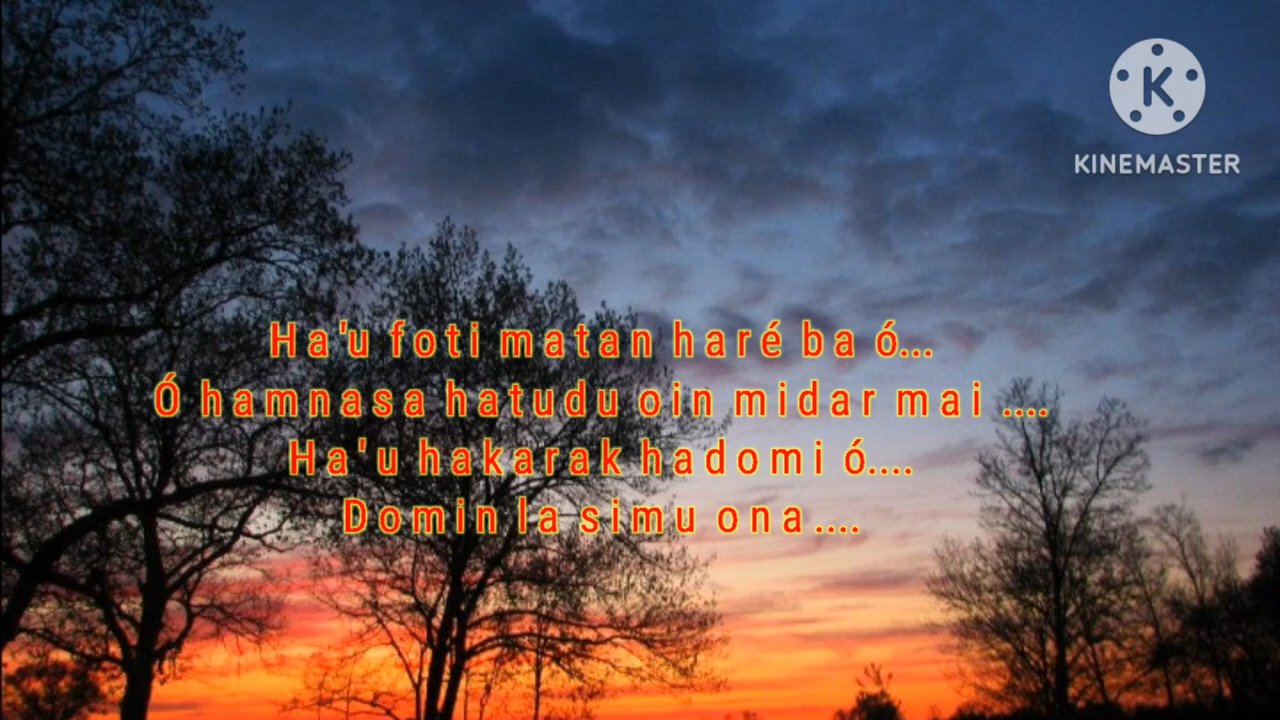 KINEMASTER
Ha'u foti matan haré ba ó...
Ó hamnasa hatudu oin midar mai ....
Ha'u hakarak hadomi ó....
Domin la simu ona ....